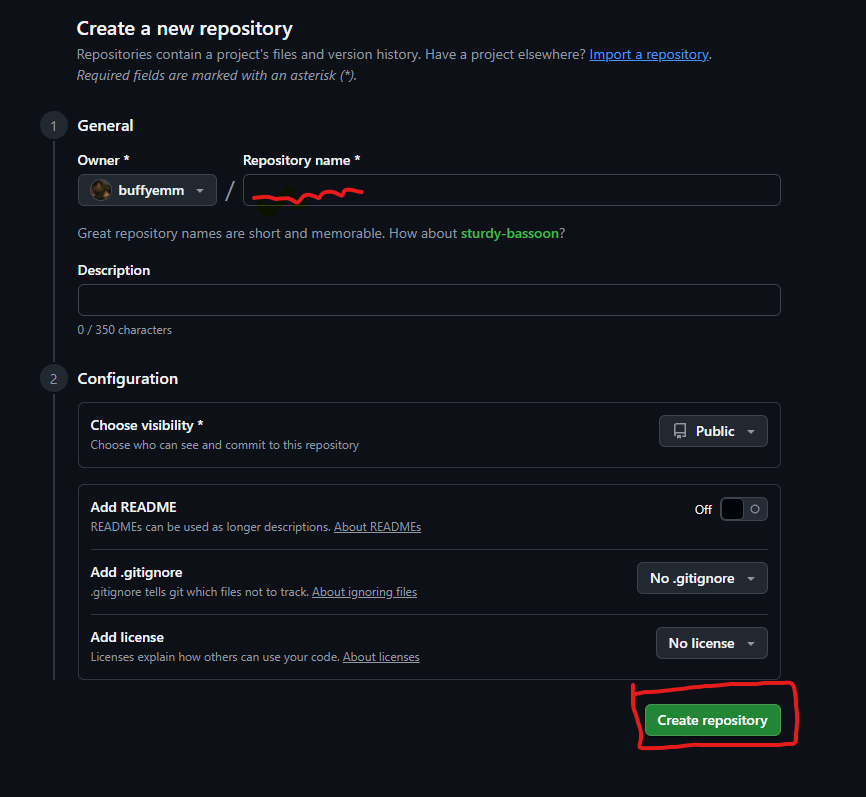 Create a new repository
Repositories contain a project's files and version history. Have a project elsewhere? Import a repository.
Required fields are marked with an asterisk (*).
1 General
Owner * Repository name *
buffyemm /
Great repository names are short and memorable. How about sturdy-bassoon?
Description
0 / 350 characters
2 Configuration
Choose visibility *
Public
Choose who can see and commit to this repository
Add README
Off
READMEs can be used as longer descriptions. About READMEs
Add .gitignore
No .gitignore
.gitignore tells git which files not to track. About ignoring files
Add license
No license
Licenses explain how others can use your code. About licenses
Create repository